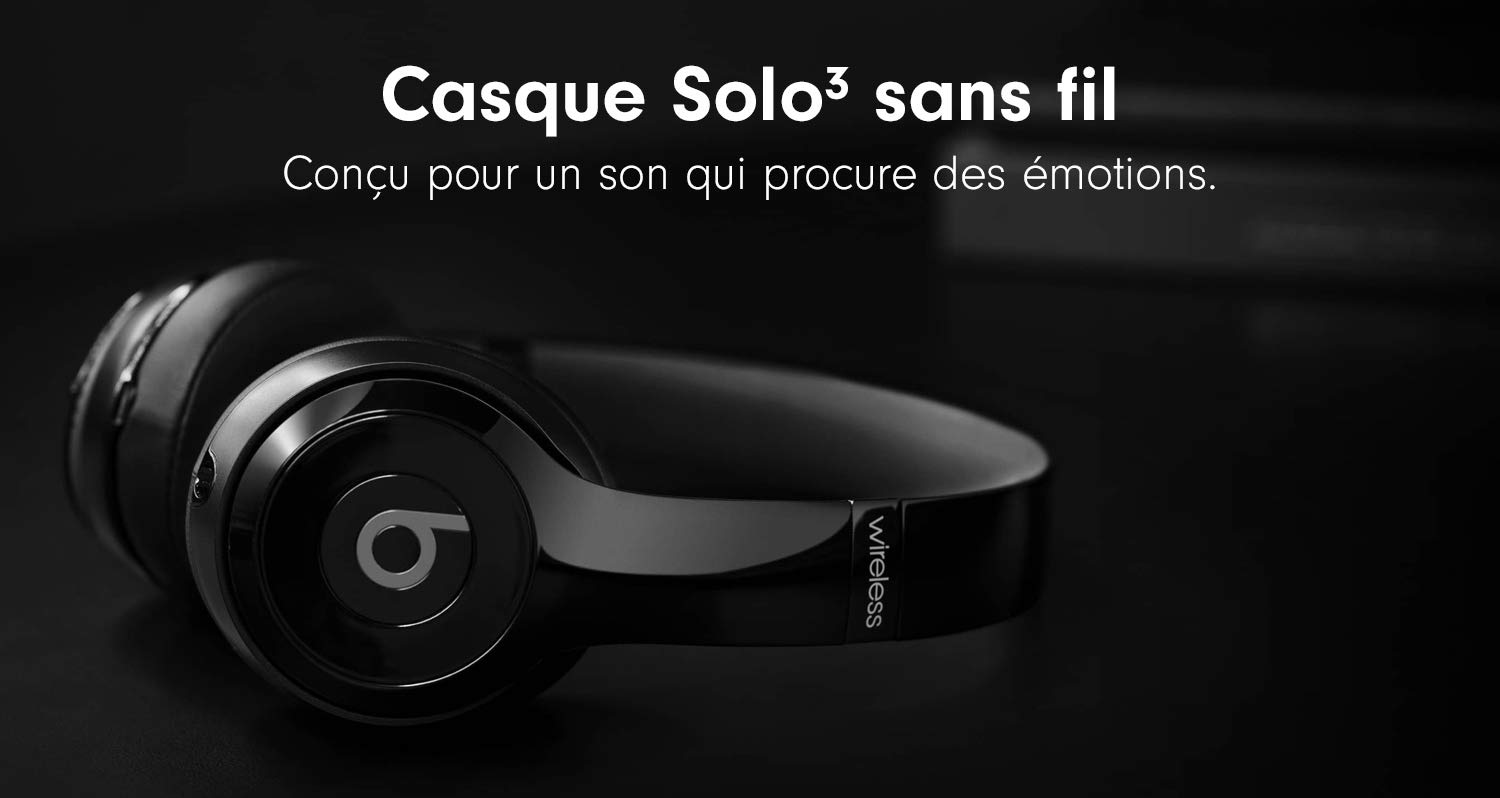 Casque Solo³ sans fil
Conçu pour un son qui procure des émotions.
b
wireless